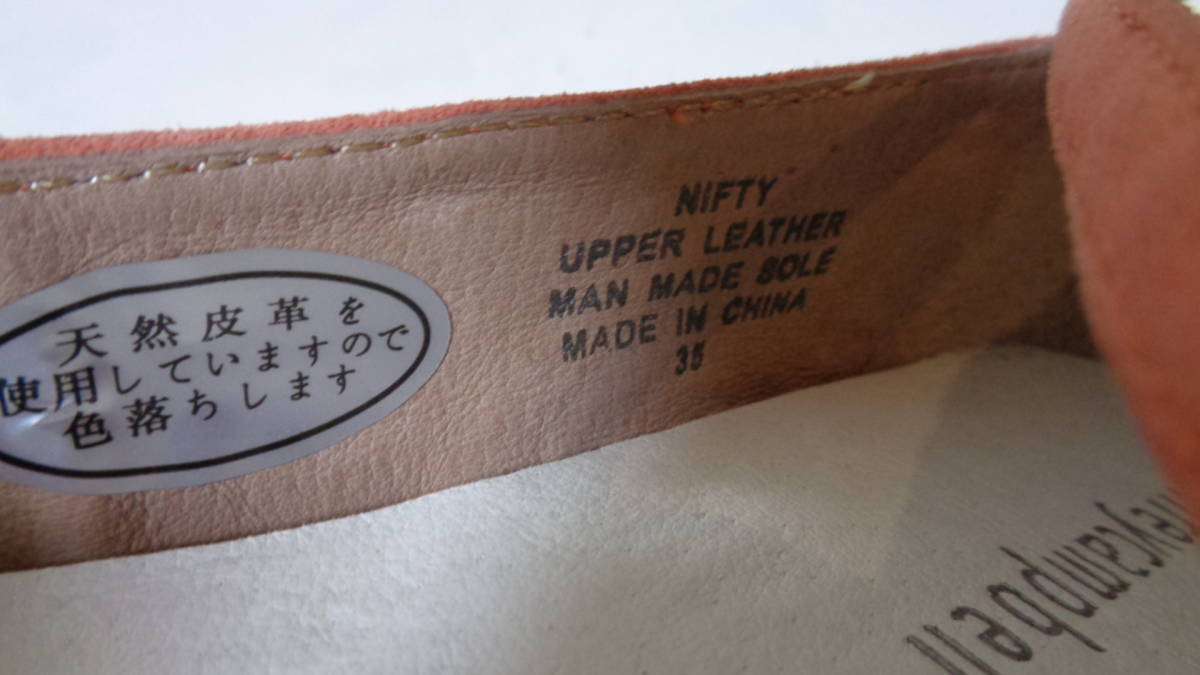 天然皮革を
使用していますので
色落ちします
NIFTY
UPPER LEATHER
MAN MADE SOLE
MADE IN CHINA
35